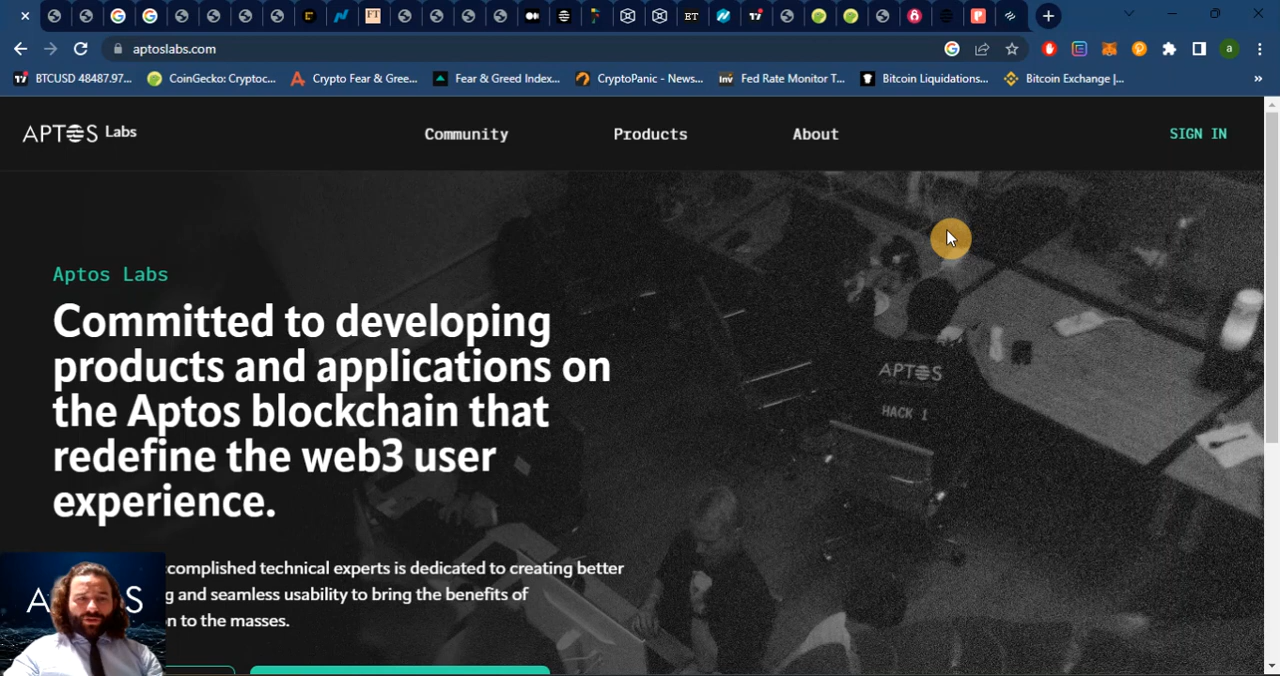 aptoslabs.com
a
BTCUSD 48487.97...
CoinGecko: Cryptoc...
Crypto Fear & Gree...
Fear & Greed Index...
CryptoPanic - News...
Fed Rate Monitor T...
Bitcoin Liquidations...
Bitcoin Exchange |...
»
APTOS Labs
Community
Products
About
SIGN IN
Aptos Labs
Committed to developing
products and applications on
the Aptos blockchain that
redefine the web3 user
experience.
APTOS
HACK 1
ccomplished technical experts is dedicated to creating better
g and seamless usability to bring the benefits of
n to the masses.